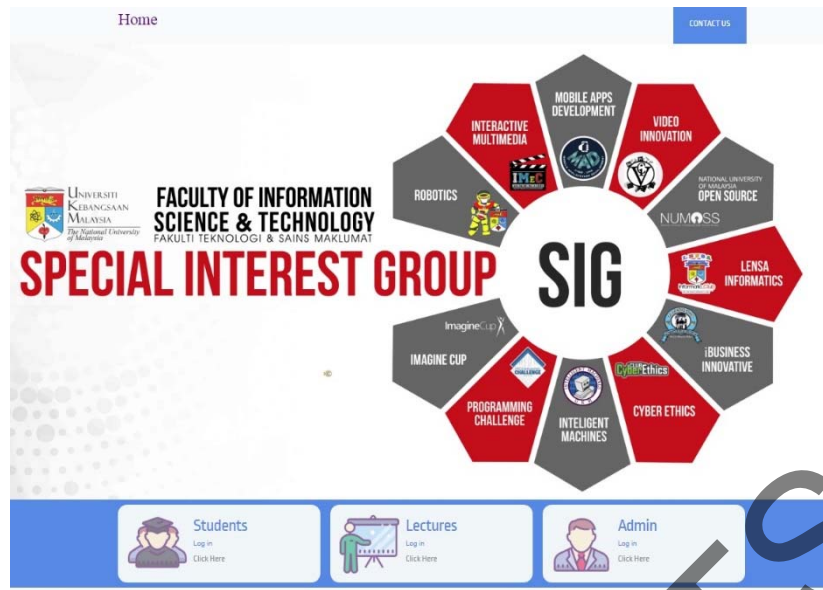 Home
CONTACT US
UNIVERSITI
KEBANGSAAN
MALAYSIA
The National University
of Malaysia
FACULTY OF INFORMATION
SCIENCE & TECHNOLOGY
FAKULTI TEKNOLOGI & SAINS MAKLUMAT
SPECIAL INTEREST GROUP
SIG
MOBILE APPS
DEVELOPMENT
VIDEO
INNOVATION
NATIONAL UNIVERSITY
OF MALAYSIA
OPEN SOURCE
NUMOSS
LENSA
INFORMATICS
iBUSINESS
INNOVATIVE
CyberEthics
CYBER ETHICS
INTELIGENT
MACHINES
CHALLENGE
PROGRAMMING
CHALLENGE
ImagineCup
IMAGINE CUP
ROBOTICS
INTERACTIVE
MULTIMEDIA
IMEC
Students
Log in
Click Here
Lectures
Log in
Click Here
Admin
Log in
Click Here